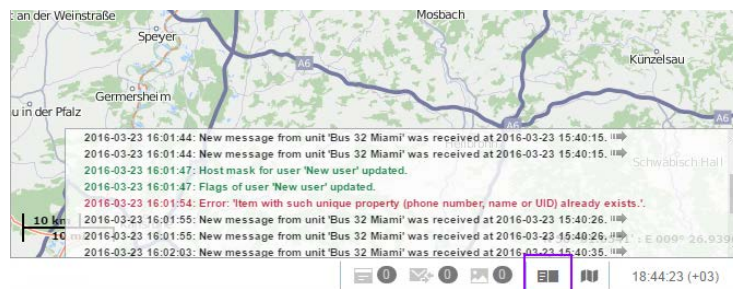 an der Weinstraße
Mosbach
Speyer
Künzelsau
A6
Germersheim
u in der Pfalz
A6
2016-03-23 16:01:44: New message from unit 'Bus 32 Miami' was received at 2016-03-23 15:40:15.
2016-03-23 16:01:44: New message from unit 'Bus 32 Miami' was received at 2016-03-23 15:40:15.
Schwäbisch Hall
2016-03-23 16:01:47: Host mask for user 'New user' updated.
2016-03-23 16:01:47: Flags of user 'New user' updated.
2016-03-23 16:01:54: Error: 'Item with such unique property (phone number, name or UID) already exists.'.
10 km
2016-03-23 16:01:55: New message from unit 'Bus 32 Miami' was received at 2016-03-23 15:40:26.
10
2016-03-23 16:01:55: New message from unit 'Bus 32 Miami' was received at 2016-03-23 15:40:26.
: E 009° 26.939
2016-03-23 16:02:03: New message from unit 'Bus 32 Miami' was received at 2016-03-23 15:40:35.
0 0 0 18:44:23 (+03)